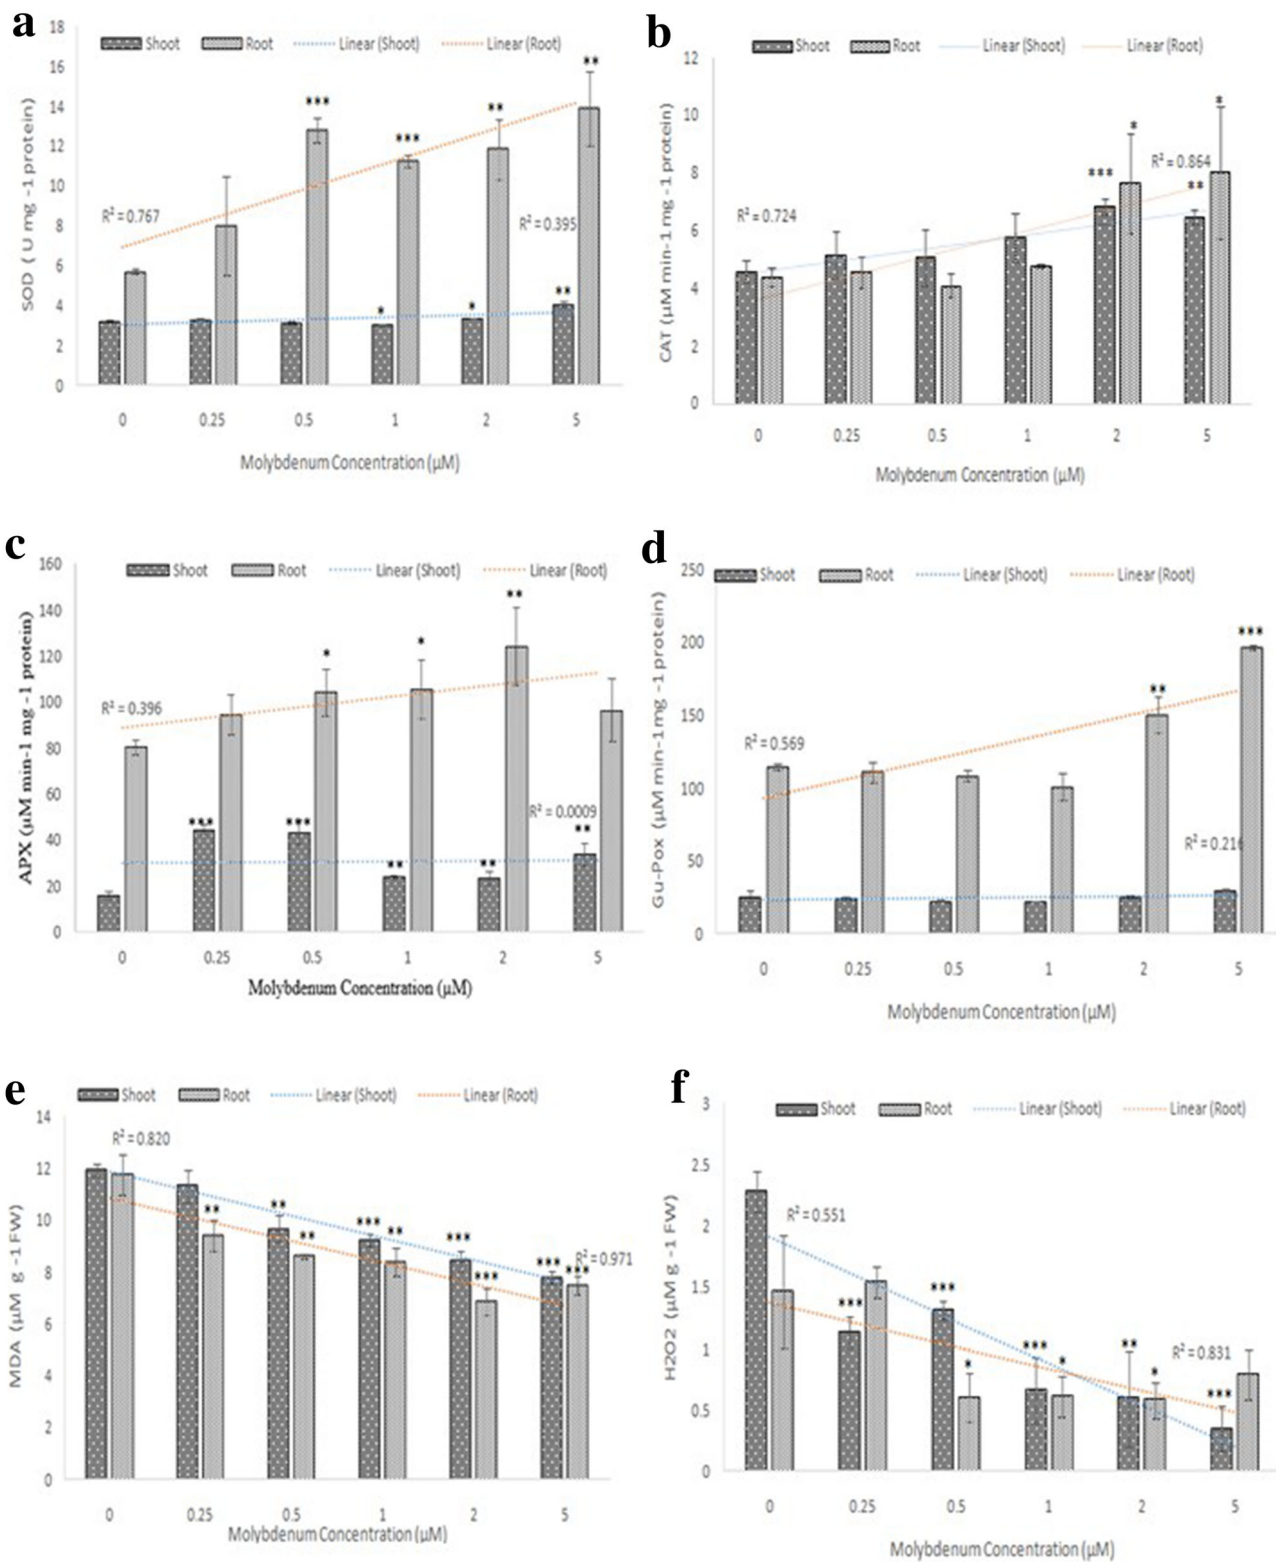 a
18
16
14
12
10
8
6
4
2
0
SOD ( U mg -1 protein)
Shoot Root Linear (Shoot) Linear (Root)
R² = 0.767
R² = 0.395
*** *** ** **
* * **
0 0.25 0.5 1 2 5
Molybdenum Concentration (µM)
b
12
10
8
6
4
2
0
CAT (µM min-1 mg -1 protein)
Shoot Root Linear (Shoot) Linear (Root)
R² = 0.724
R² = 0.864
*** * ** *
0 0.25 0.5 1 2 5
Molybdenum Concentration (µM)
c
160
140
120
100
80
60
40
20
0
APX (µM min-1 mg -1 protein)
Shoot Root Linear (Shoot) Linear (Root)
R² = 0.396
R² = 0.0009
* * **
*** *** ** ** **
0 0.25 0.5 1 2 5
Molybdenum Concentration (µM)
d
250
200
150
100
50
0
Gu-Pox (µM min-1mg -1protein)
Shoot Root Linear (Shoot) Linear (Root)
R² = 0.569
R² = 0.216
** ***
0 0.25 0.5 1 2 5
Molybdenum Concentration (µM)
e
14
12
10
8
6
4
2
0
MDA (µM g -1 FW)
Shoot Root Linear (Shoot) Linear (Root)
R² = 0.820
R² = 0.971
** ** ** *** ** *** *** *** ***
0 0.25 0.5 1 2 5
Molybdenum Concentration (µM)
f
3
2.5
2
1.5
1
0.5
0
H2O2 (µM g -1 FW)
Shoot Root Linear (Shoot) Linear (Root)
R² = 0.551
R² = 0.831
*** *** * *** * ** * ***
0 0.25 0.5 1 2 5
Molybdenum Concentration (µM)